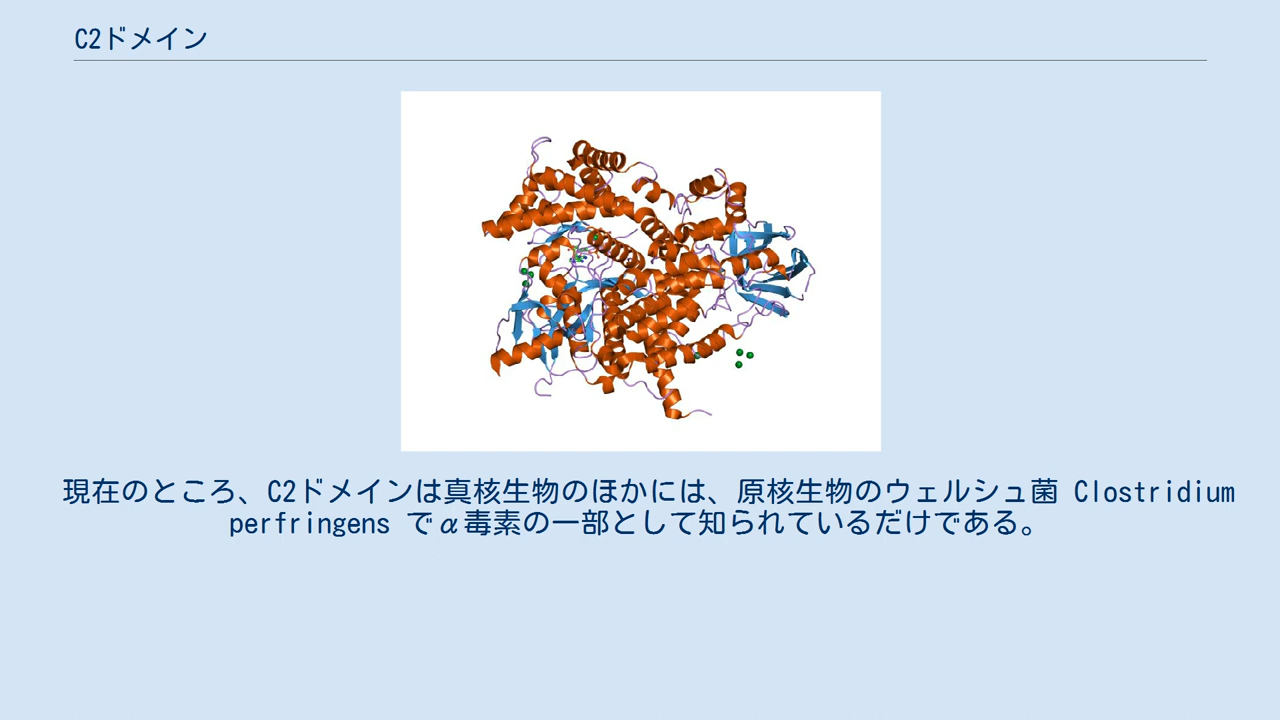 C2ドメイン
現在のところ、C2ドメインは真核生物のほかには、原核生物のウェルシュ菌 Clostridium
perfringens でα毒素の一部として知られているだけである。